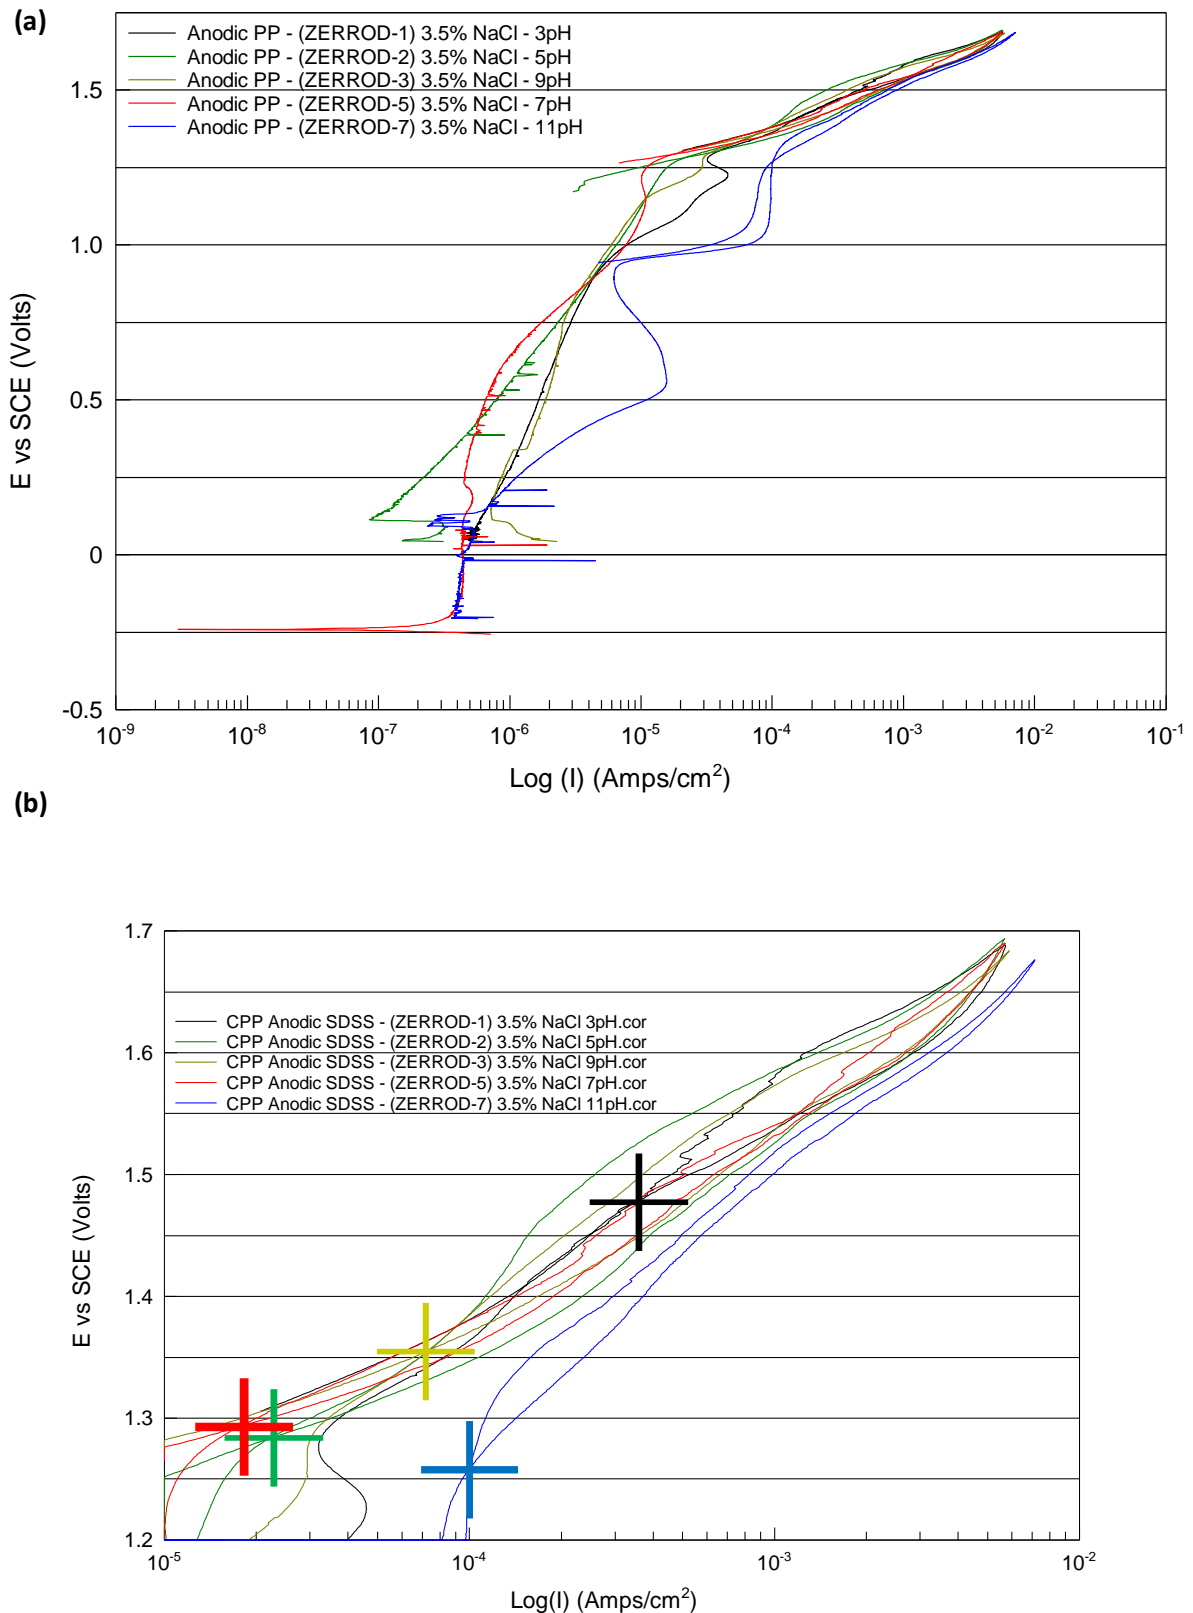 (a)
Anodic PP - (ZERROD-1) 3.5% NaCl - 3pH
Anodic PP - (ZERROD-2) 3.5% NaCl - 5pH
Anodic PP - (ZERROD-3) 3.5% NaCl - 9pH
Anodic PP - (ZERROD-5) 3.5% NaCl - 7pH
Anodic PP - (ZERROD-7) 3.5% NaCl - 11pH
1.5
1.0
0.5
0
-0.5
E vs SCE (Volts)
10⁻⁹ 10⁻⁸ 10⁻⁷ 10⁻⁶ 10⁻⁵ 10⁻⁴ 10⁻³ 10⁻² 10⁻¹
Log (I) (Amps/cm²)
(b)
1.7
1.6
1.5
1.4
1.3
1.2
E vs SCE (Volts)
CPP Anodic SDSS - (ZERROD-1) 3.5% NaCl 3pH.cor
CPP Anodic SDSS - (ZERROD-2) 3.5% NaCl 5pH.cor
CPP Anodic SDSS - (ZERROD-3) 3.5% NaCl 9pH.cor
CPP Anodic SDSS - (ZERROD-5) 3.5% NaCl 7pH.cor
CPP Anodic SDSS - (ZERROD-7) 3.5% NaCl 11pH.cor
10⁻⁵ 10⁻⁴ 10⁻³ 10⁻²
Log(I) (Amps/cm²)